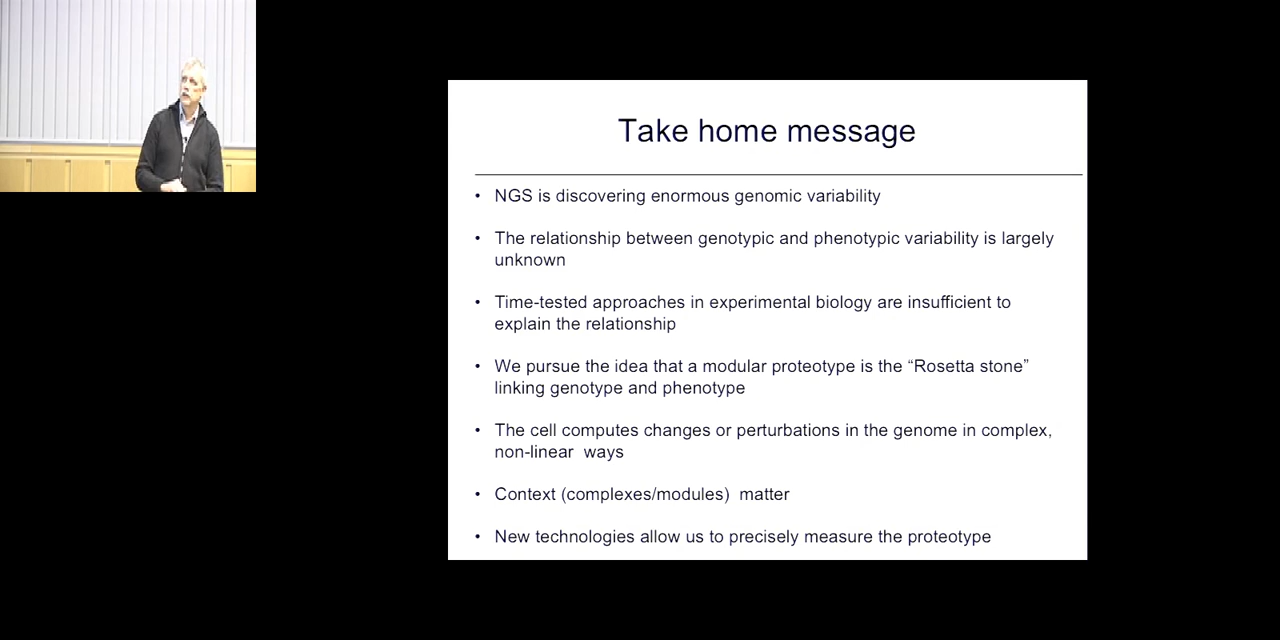 Take home message
• NGS is discovering enormous genomic variability
• The relationship between genotypic and phenotypic variability is largely
unknown
• Time-tested approaches in experimental biology are insufficient to
explain the relationship
• We pursue the idea that a modular proteotype is the “Rosetta stone”
linking genotype and phenotype
• The cell computes changes or perturbations in the genome in complex,
non-linear  ways
• Context (complexes/modules)  matter
• New technologies allow us to precisely measure the proteotype